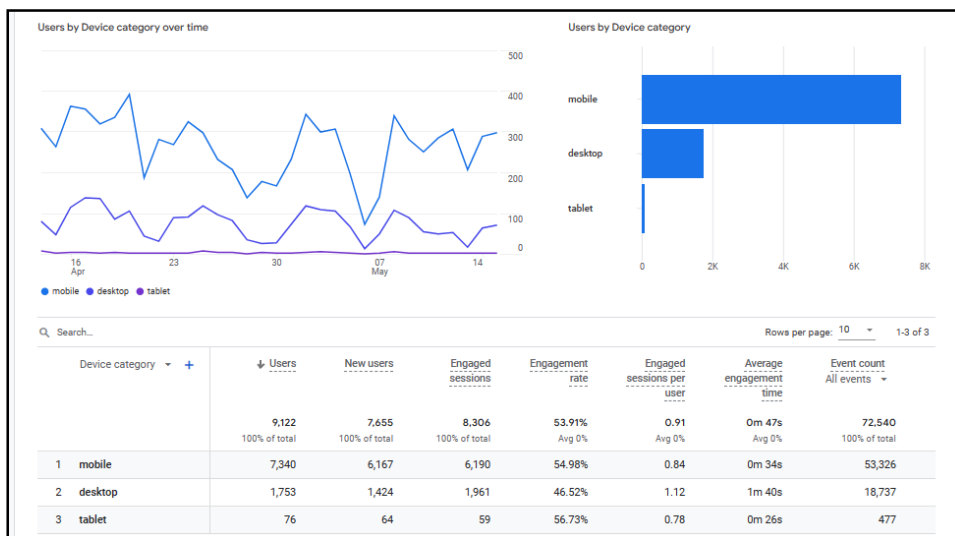 Users by Device category over time
500
400
300
200
100
0
16
Apr
23
30
07
May
14
mobile desktop tablet
Users by Device category
mobile
desktop
tablet
0 2K 4K 6K 8K
Search...
Rows per page: 10 1-3 of 3
Device category + Users New users Engaged sessions Engagement rate Engaged sessions per user Average engagement time Event count All events
9,122 7,655 8,306 53.91% 0.91 0m 47s 72,540
100% of total 100% of total 100% of total Avg 0% Avg 0% Avg 0% 100% of total
1 mobile 7,340 6,167 6,190 54.98% 0.84 0m 34s 53,326
2 desktop 1,753 1,424 1,961 46.52% 1.12 1m 40s 18,737
3 tablet 76 64 59 56.73% 0.78 0m 26s 477